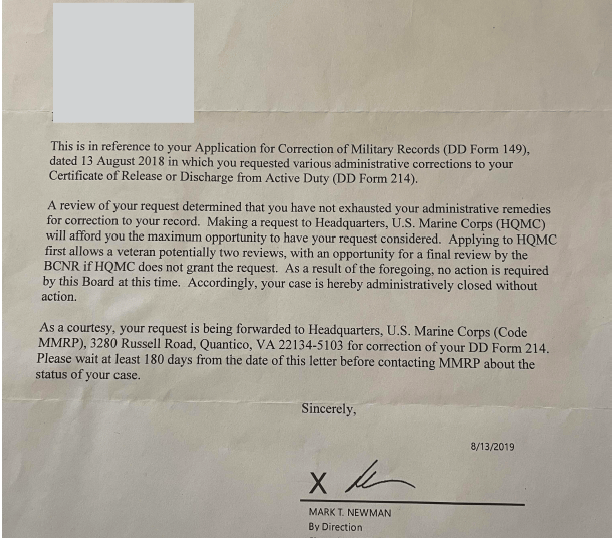 This is in reference to your Application for Correction of Military Records (DD Form 149),
dated 13 August 2018 in which you requested various administrative corrections to your
Certificate of Release or Discharge from Active Duty (DD Form 214).
A review of your request determined that you have not exhausted your administrative remedies
for correction to your record. Making a request to Headquarters, U.S. Marine Corps (HQMC)
will afford you the maximum opportunity to have your request considered. Applying to HQMC
first allows a veteran potentially two reviews, with an opportunity for a final review by the
BCNR if HQMC does not grant the request. As a result of the foregoing, no action is required
by this Board at this time. Accordingly, your case is hereby administratively closed without
action.
As a courtesy, your request is being forwarded to Headquarters, U.S. Marine Corps (Code
MMRP), 3280 Russell Road, Quantico, VA 22134-5103 for correction of your DD Form 214.
Please wait at least 180 days from the date of this letter before contacting MMRP about the
status of your case.
Sincerely,
8/13/2019
X
MARK T. NEWMAN
By Direction